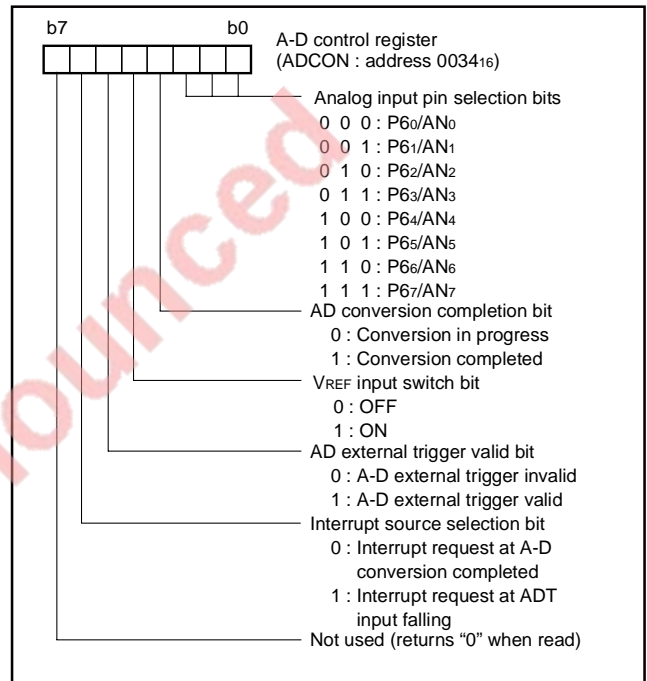 b7 b0
A-D control register
(ADCON : address 0034₁₆)
Analog input pin selection bits
0 0 0 : P6₀/AN₀
0 0 1 : P6₁/AN₁
0 1 0 : P6₂/AN₂
0 1 1 : P6₃/AN₃
1 0 0 : P6₄/AN₄
1 0 1 : P6₅/AN₅
1 1 0 : P6₆/AN₆
1 1 1 : P6₇/AN₇
AD conversion completion bit
0 : Conversion in progress
1 : Conversion completed
VREF input switch bit
0 : OFF
1 : ON
AD external trigger valid bit
0 : A-D external trigger invalid
1 : A-D external trigger valid
Interrupt source selection bit
0 : Interrupt request at A-D
conversion completed
1 : Interrupt request at ADT
input falling
Not used (returns “0” when read)
ounced